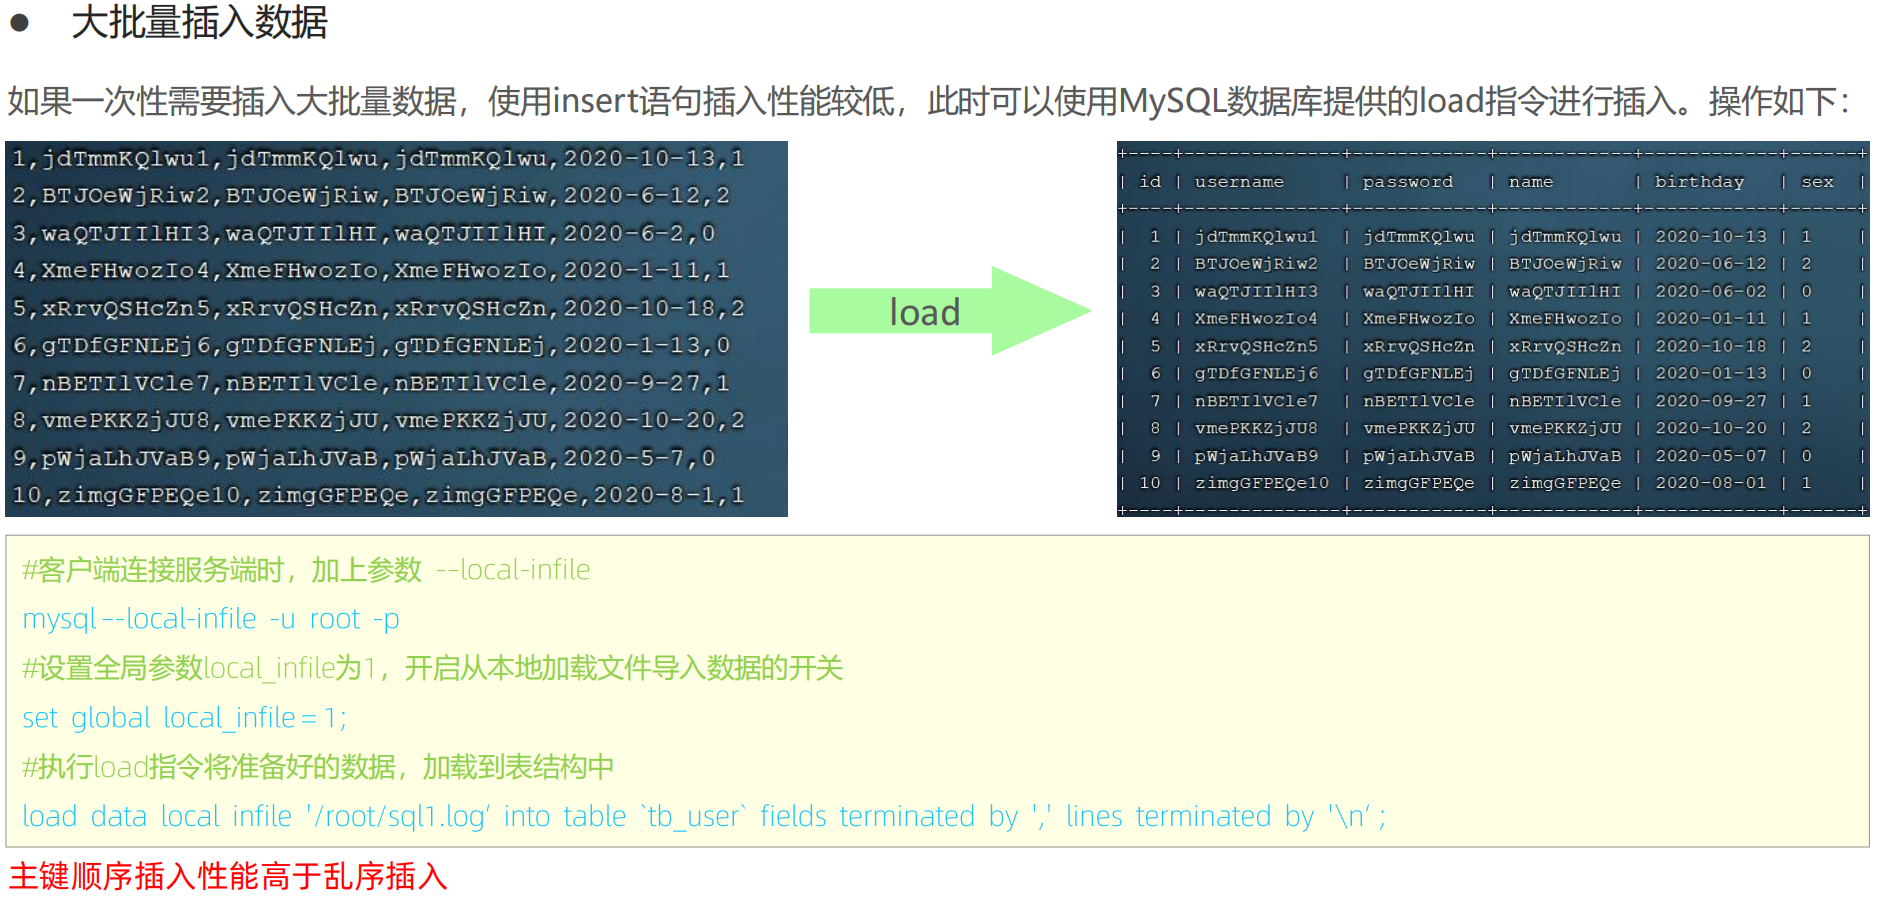 ● 大批量插入数据
如果一次性需要插入大批量数据，使用insert语句插入性能较低，此时可以使用MySQL数据库提供的load指令进行插入。操作如下：
1,jdTmmKQlwu1,jdTmmKQlwu,jdTmmKQlwu,2020-10-13,1
2,BTJOeWjRiw2,BTJOeWjRiw,BTJOeWjRiw,2020-6-12,2
3,waQTJIIlHI3,waQTJIIlHI,waQTJIIlHI,2020-6-2,0
4,XmeFHwozIo4,XmeFHwozIo,XmeFHwozIo,2020-1-11,1
5,xRrvQSHcZn5,xRrvQSHcZn,xRrvQSHcZn,2020-10-18,2
6,gTDfGFNLEj6,gTDfGFNLEj,gTDfGFNLEj,2020-1-13,0
7,nBETIlVCle7,nBETIlVCle,nBETIlVCle,2020-9-27,1
8,vmePKKZjJU8,vmePKKZjJU,vmePKKZjJU,2020-10-20,2
9,pWjaLhJVaB9,pWjaLhJVaB,pWjaLhJVaB,2020-5-7,0
10,zimgGFPEQe10,zimgGFPEQe,zimgGFPEQe,2020-8-1,1
load
| id | username | password | name | birthday | sex |
| 1 | jdTmmKQlwu1 | jdTmmKQlwu | jdTmmKQlwu | 2020-10-13 | 1 |
| 2 | BTJOeWjRiw2 | BTJOeWjRiw | BTJOeWjRiw | 2020-06-12 | 2 |
| 3 | waQTJIIlHI3 | waQTJIIlHI | waQTJIIlHI | 2020-06-02 | 0 |
| 4 | XmeFHwozIo4 | XmeFHwozIo | XmeFHwozIo | 2020-01-11 | 1 |
| 5 | xRrvQSHcZn5 | xRrvQSHcZn | xRrvQSHcZn | 2020-10-18 | 2 |
| 6 | gTDfGFNLEj6 | gTDfGFNLEj | gTDfGFNLEj | 2020-01-13 | 0 |
| 7 | nBETIlVCle7 | nBETIlVCle | nBETIlVCle | 2020-09-27 | 1 |
| 8 | vmePKKZjJU8 | vmePKKZjJU | vmePKKZjJU | 2020-10-20 | 2 |
| 9 | pWjaLhJVaB9 | pWjaLhJVaB | pWjaLhJVaB | 2020-05-07 | 0 |
| 10 | zimgGFPEQe10 | zimgGFPEQe | zimgGFPEQe | 2020-08-01 | 1 |
#客户端连接服务端时，加上参数 --local-infile
mysql --local-infile -u root -p
#设置全局参数local_infile为1，开启从本地加载文件导入数据的开关
set global local_infile = 1;
#执行load指令将准备好的数据，加载到表结构中
load data local infile '/root/sql1.log‘ into table `tb_user` fields terminated by ',' lines terminated by '\n‘ ;
主键顺序插入性能高于乱序插入